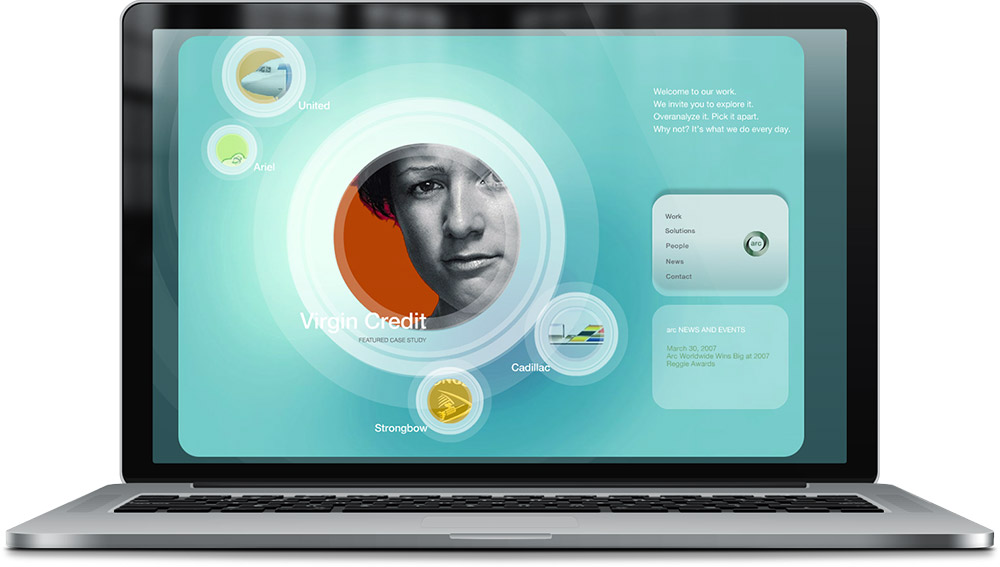 United
Ariel
Virgin Credit
FEATURED CASE STUDY
Cadillac
Strongbow
Welcome to our work.
We invite you to explore it.
Overanalyze it. Pick it apart.
Why not? It's what we do every day.
Work
Solutions
People
News
Contact
arc
arc NEWS AND EVENTS
March 30, 2007
Arc Worldwide Wins Big at 2007
Reggie Awards